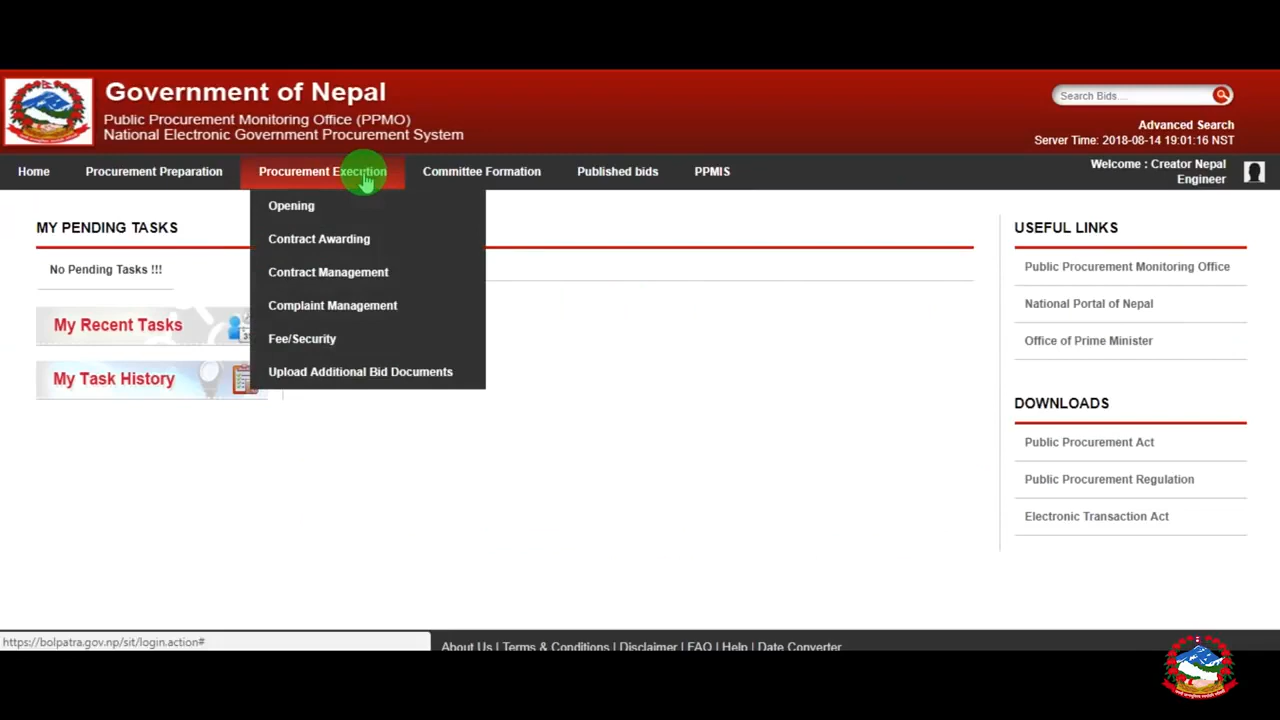 Government of Nepal
Public Procurement Monitoring Office (PPMO)
National Electronic Government Procurement System
Search Bids....
Advanced Search
Server Time: 2018-08-14 19:01:16 NST
Home
Procurement Preparation
Procurement Execution
Committee Formation
Published bids
PPMIS
Welcome : Creator Nepal
Engineer
Opening
Contract Awarding
Contract Management
Complaint Management
Fee/Security
Upload Additional Bid Documents
MY PENDING TASKS
No Pending Tasks !!!
My Recent Tasks
My Task History
USEFUL LINKS
Public Procurement Monitoring Office
National Portal of Nepal
Office of Prime Minister
DOWNLOADS
Public Procurement Act
Public Procurement Regulation
Electronic Transaction Act
https://bolpatra.gov.np/sit/login.action#
About Us | Terms & Conditions | Disclaimer | FAQ | Help | Date Converter